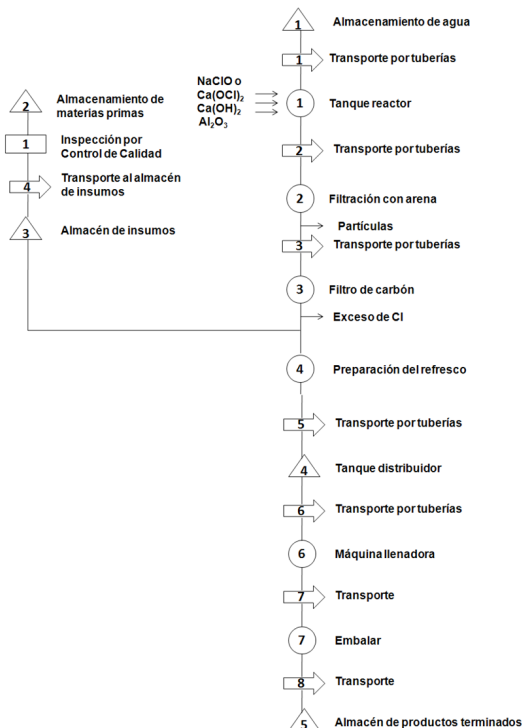 1 Almacenamiento de agua
1 Transporte por tuberías
NaClO o
Ca(OCl)₂
Ca(OH)₂
Al₂O₃
1 Tanque reactor
2 Almacenamiento de
materias primas
1 Inspección por
Control de Calidad
4 Transporte al almacén
de insumos
3 Almacén de insumos
2 Transporte por tuberías
2 Filtración con arena
Partículas
3 Transporte por tuberías
3 Filtro de carbón
Exceso de Cl
4 Preparación del refresco
5 Transporte por tuberías
4 Tanque distribuidor
6 Transporte por tuberías
6 Máquina llenadora
7 Transporte
7 Embalar
8 Transporte
5 Almacén de productos terminados